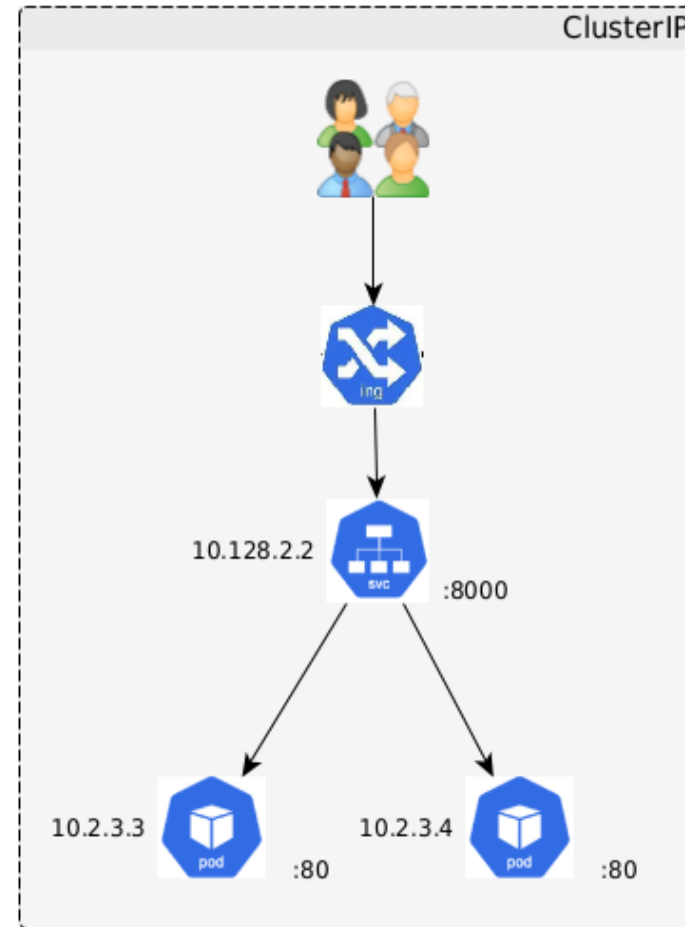 ClusterIP
ing
10.128.2.2
svc
:8000
10.2.3.3
pod
:80
10.2.3.4
pod
:80